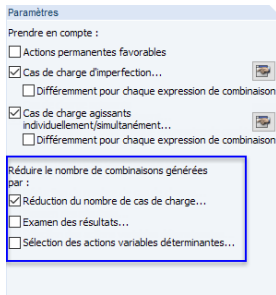 Paramètres
Prendre en compte :
Actions permanentes favorables
Cas de charge d'imperfection...
Différemment pour chaque expression de combinaison
Cas de charge agissants
individuellement/simultanément...
Différemment pour chaque expression de combinaison
Réduire le nombre de combinaisons générées
par :
Réduction du nombre de cas de charge...
Examen des résultats...
Sélection des actions variables déterminantes...